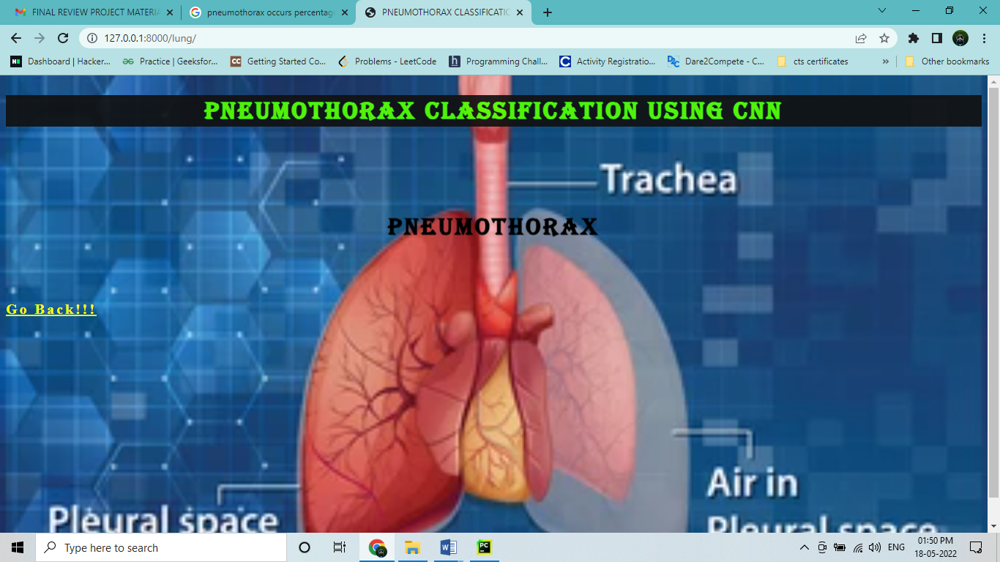 FINAL REVIEW PROJECT MATERIA
pneumothorax occurs percentag
PNEUMOTHORAX CLASSIFICATIC
127.0.0.1:8000/lung/
Dashboard | Hacker...
Practice | Geeksfor...
Getting Started Co...
Problems - LeetCode
Programming Chall...
Activity Registratio...
Dare2Compete - C...
cts certificates
»
Other bookmarks
PNEUMOTHORAX CLASSIFICATION USING CNN
Trachea
PNEUMOTHORAX
Go Back!!!
Air in
Pleural space
Pleural space
Type here to search
ENG
01:50 PM
18-05-2022